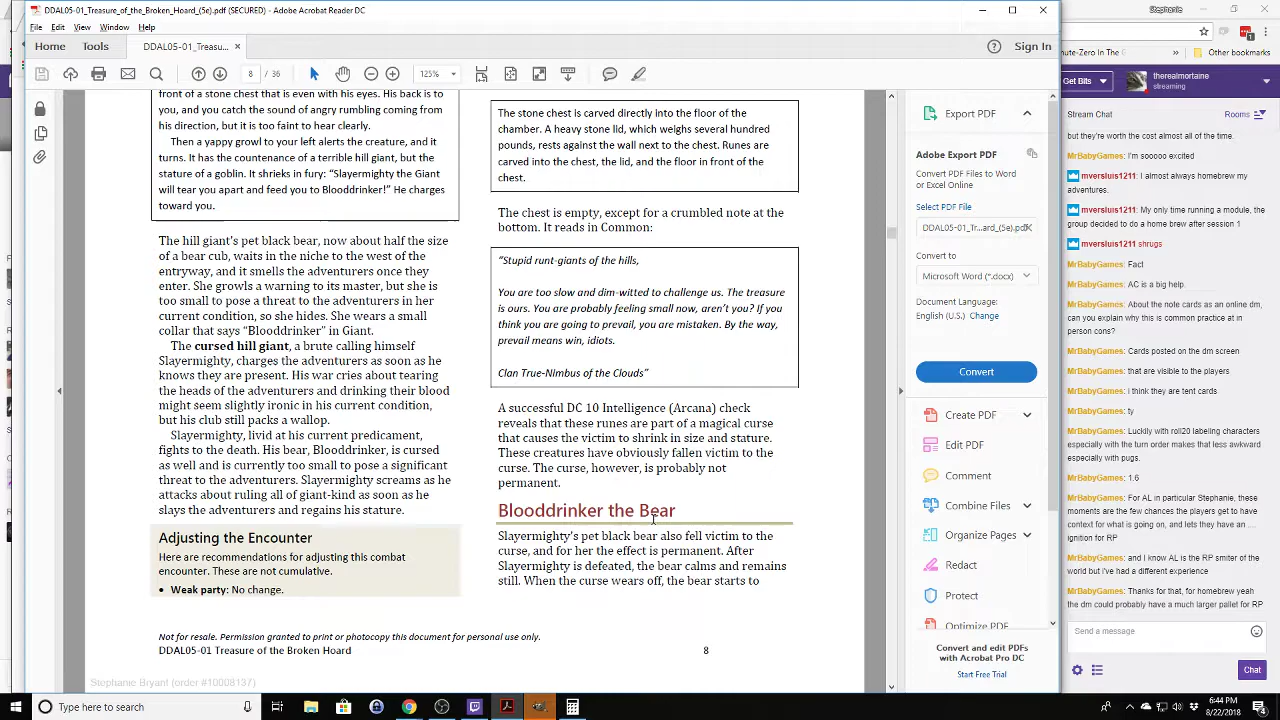 DDAL05-01_Treasure_of_the_Broken_Hoard_(5e).pdf (SECURED) - Adobe Acrobat Reader DC
Stephanie
File Edit View Window Help
Home Tools DDAL05-01_Treasu... ×
Sign In
Other bookmarks
8 / 36
125%
Get Bits
therealmortaine
streaming
front of a stone chest that is even with his eyes. His back is to
you, and you catch the sound of angry rumbling coming from
his direction, but it is too faint to hear clearly.
Then a yappy growl to your left alerts the creature, and it
turns. It has the countenance of a terrible hill giant, but the
stature of a goblin. It shrieks in fury: “Slayermighty the Giant
will tear you apart and feed you to Blooddrinker!” He charges
toward you.
The hill giant’s pet black bear, now about half the size
of a bear cub, waits in the niche to the west of the
entryway, and it smells the adventurers once they
enter. She growls a warning to its master, but she is
too small to pose a threat to the adventurers in her
current condition, so she hides. She wears a small
collar that says “Blooddrinker” in Giant.
The cursed hill giant, a brute calling himself
Slayermighty, charges the adventurers as soon as he
knows they are present. His war cries about tearing
the heads of the adventurers and drinking their blood
might seem slightly ironic in his current condition,
but his club still packs a wallop.
Slayermighty, livid at his current predicament,
fights to the death. His bear, Blooddrinker, is cursed
as well and is currently too small to pose a significant
threat to the adventurers. Slayermighty screams as he
attacks about ruling all of giant-kind as soon as he
slays the adventurers and regains his stature.
Adjusting the Encounter
Here are recommendations for adjusting this combat
encounter. These are not cumulative.
• Weak party: No change.
The stone chest is carved directly into the floor of the
chamber. A heavy stone lid, which weighs several hundred
pounds, rests against the wall next to the chest. Runes are
carved into the chest, the lid, and the floor in front of the
chest.
The chest is empty, except for a crumbled note at the
bottom. It reads in Common:
“Stupid runt-giants of the hills,
You are too slow and dim-witted to challenge us. The treasure
is ours. You are probably feeling small now, aren’t you? If you
think you are going to prevail, you are mistaken. By the way,
prevail means win, idiots.
Clan True-Nimbus of the Clouds”
A successful DC 10 Intelligence (Arcana) check
reveals that these runes are part of a magical curse
that causes the victim to shrink in size and stature.
These creatures have obviously fallen victim to the
curse. The curse, however, is probably not
permanent.
Blooddrinker the Bear
Slayermighty’s pet black bear also fell victim to the
curse, and for her the effect is permanent. After
Slayermighty is defeated, the bear calms and remains
still. When the curse wears off, the bear starts to
Not for resale. Permission granted to print or photocopy this document for personal use only.
DDAL05-01 Treasure of the Broken Hoard 8
Stephanie Bryant (order #10008137)
Export PDF
Adobe Export PDF
Convert PDF Files to Word
or Excel Online
Select PDF File
DDAL05-01_Tr...ard_(5e).pdf
Convert to
Microsoft Word (*.docx)
Document Language:
English (U.S.) Change
Convert
Create PDF
Edit PDF
Comment
Combine Files
Organize Pages
Redact
Protect
Optimize PDF
Convert and edit PDFs
with Acrobat Pro DC
Start Free Trial
Stream Chat Rooms
but they're worth the cost almost all of the time.
MrBabyGames: I'm sooooo excited
mversluis1211: I almost always homebrew my
adventures.
mversluis1211: My only time running a module, the
group decided to do a home brew after session 1
mversluis1211 shrugs
MrBabyGames: Fact
MrBabyGames: AC is a big help.
MrBabyGames: About the note cards as an online dm,
can you explain why it is common practice at in
person cons?
MrBabyGames: Cards posted on the dm screen
MrBabyGames: that are visible to the players
MrBabyGames: i think they are tent cards
MrBabyGames: ty
MrBabyGames: Luckily with roll20 labeling characters
especially with the turn order makes that less awkward
especially with pugs.
MrBabyGames: 1.6
MrBabyGames: For AL in particular Stephanie, these
moments are the few chances the players get to have
context for what is going on, and lets they have an ...
ignition for RP
MrBabyGames: and i know AL is the RP smiter of the
world but i've had a different experience
MrBabyGames: Thanks for that, for homebrew yeah
the dm could probably have a much larger pallet for RP
Send a message
Chat
Type here to search
6:44 PM
8/22/2018